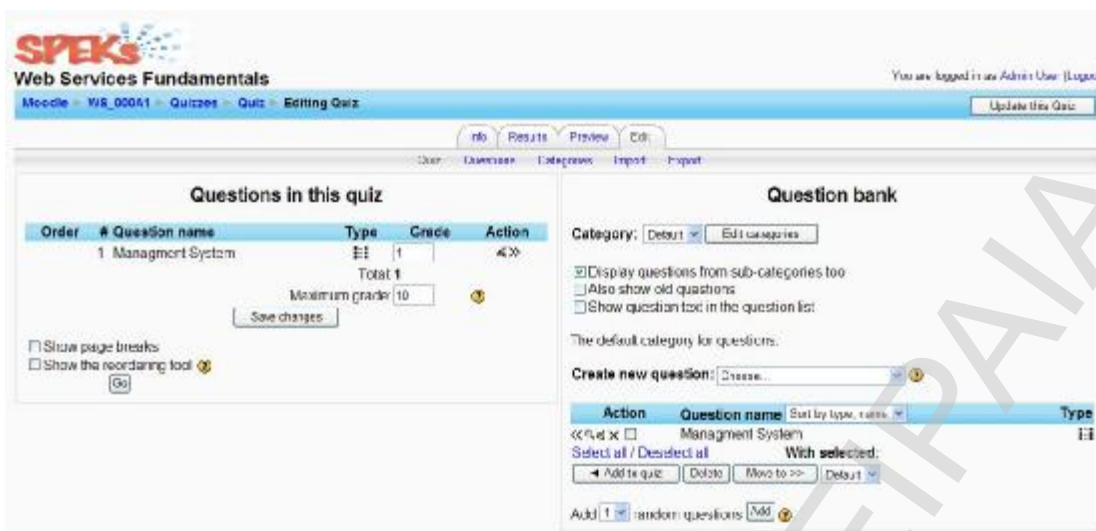 SPEKs
Web Services Fundamentals
You are logged in as Admin User (Logou
Moodle WS_000A1 Quizzes Quiz Editing Quiz
Update this Quiz
Info Results Preview Edit
Quiz Questions Categories Import Export
Questions in this quiz
Order # Question name Type Grade Action
1 Managment System 1
Total: 1
Maximum grade: 10
Save changes
Show page breaks
Show the reordering tool
Go
Question bank
Category: Default Edit categories
Display questions from sub-categories too
Also show old questions
Show question text in the question list
The default category for questions.
Create new question: Choose...
Action Question name Sort by type, name Type
Managment System
Select all / Deselect all With selected:
Add to quiz Delete Move to >> Default
Add 1 random questions Add